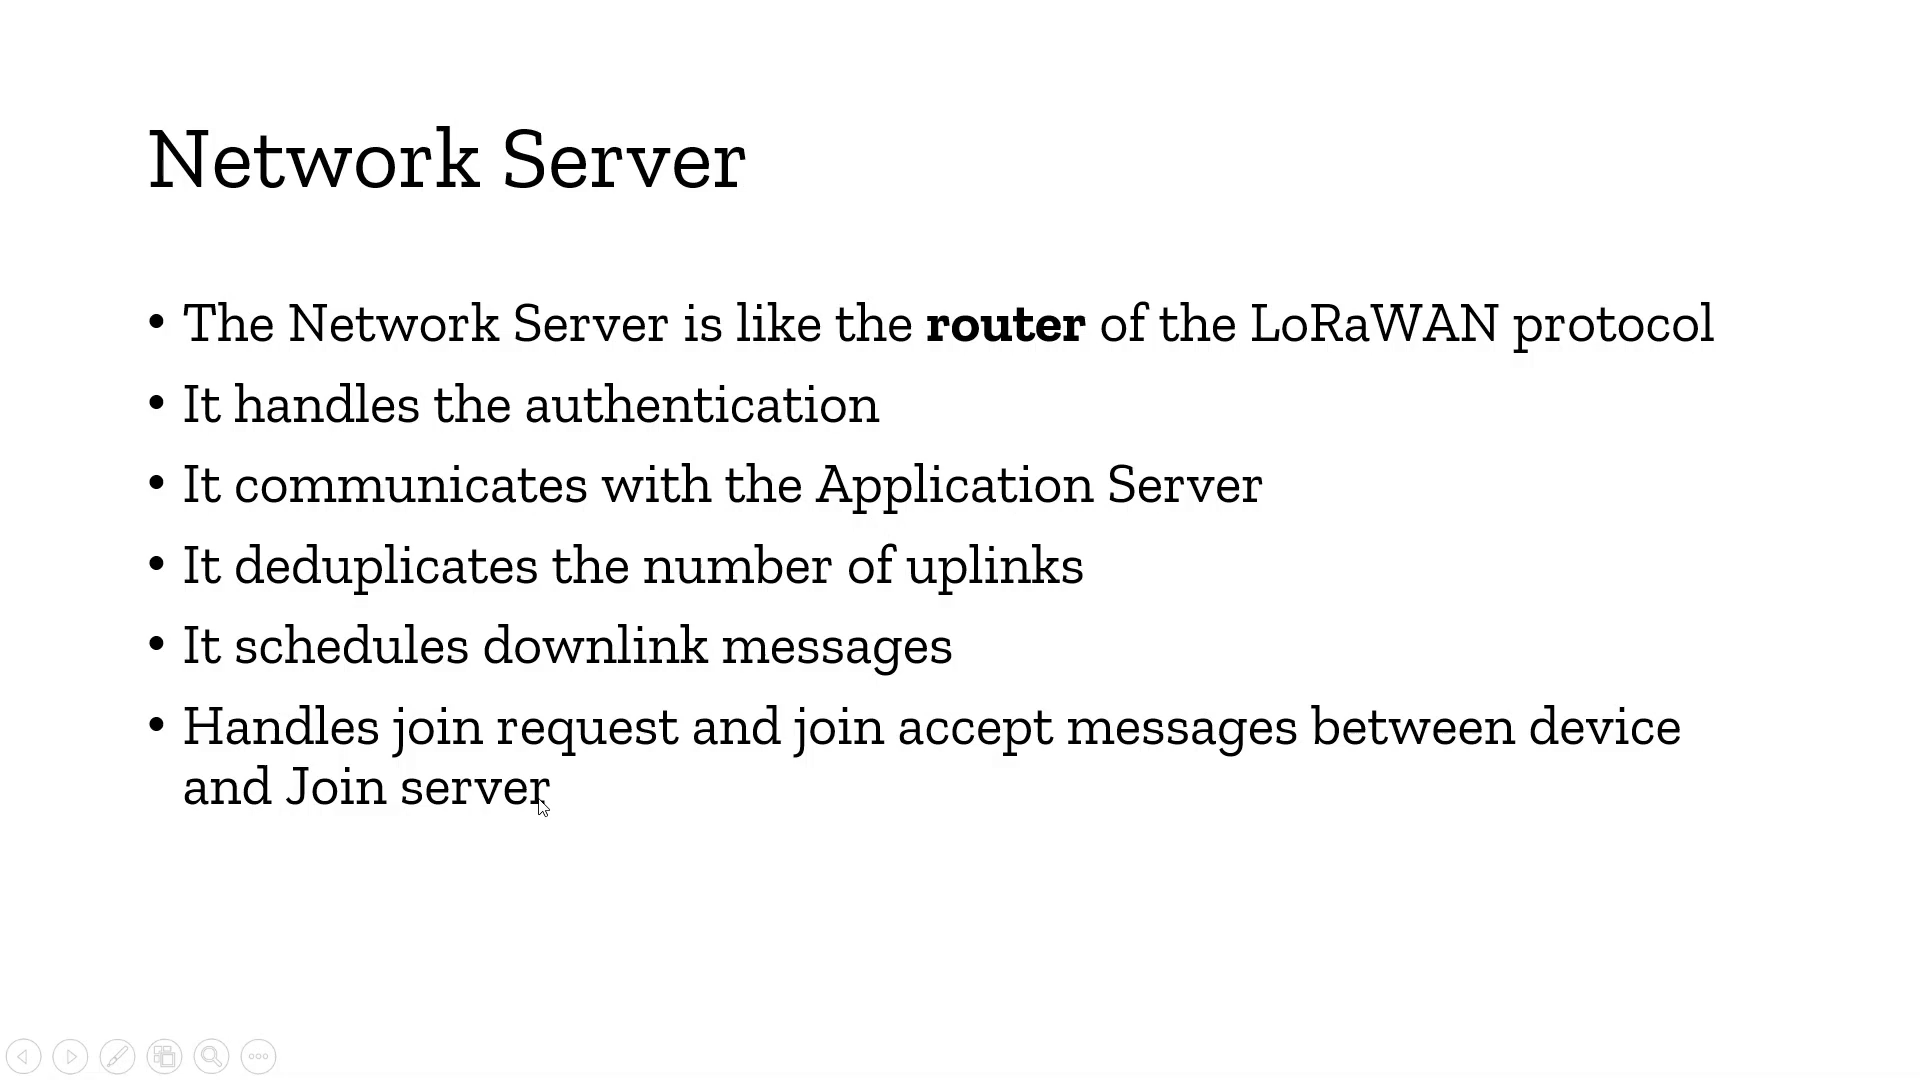 Network Server
• The Network Server is like the router of the LoRaWAN protocol
• It handles the authentication
• It communicates with the Application Server
• It deduplicates the number of uplinks
• It schedules downlink messages
• Handles join request and join accept messages between device
and Join server